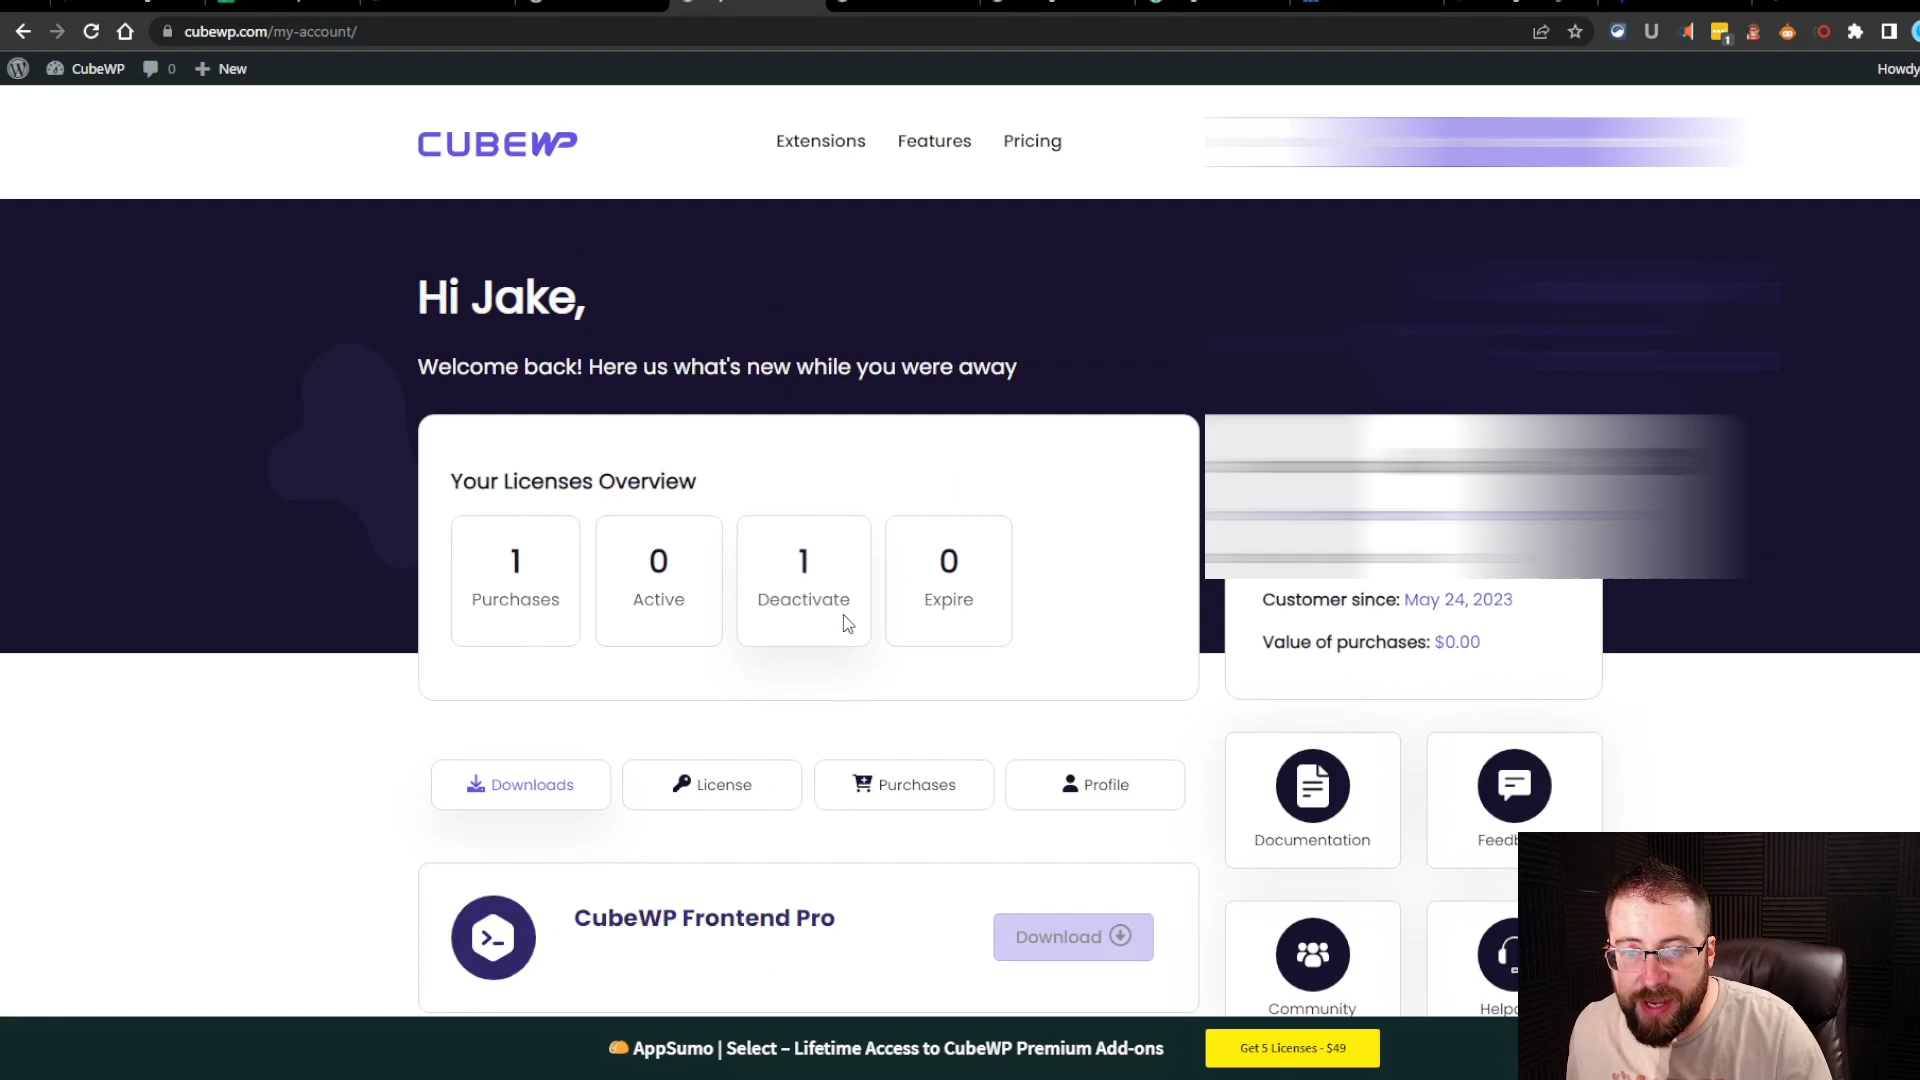 cubewp.com/my-account/
CubeWP 0 New Howdy
CUBEWP Extensions Features Pricing
Hi Jake,
Welcome back! Here us what's new while you were away
Your Licenses Overview
1 0 1 0
Purchases Active Deactivate Expire
Customer since: May 24, 2023
Value of purchases: $0.00
Downloads License Purchases Profile
Documentation Feedb
CubeWP Frontend Pro
Download
Community Helpd
AppSumo | Select – Lifetime Access to CubeWP Premium Add-ons
Get 5 Licenses - $49